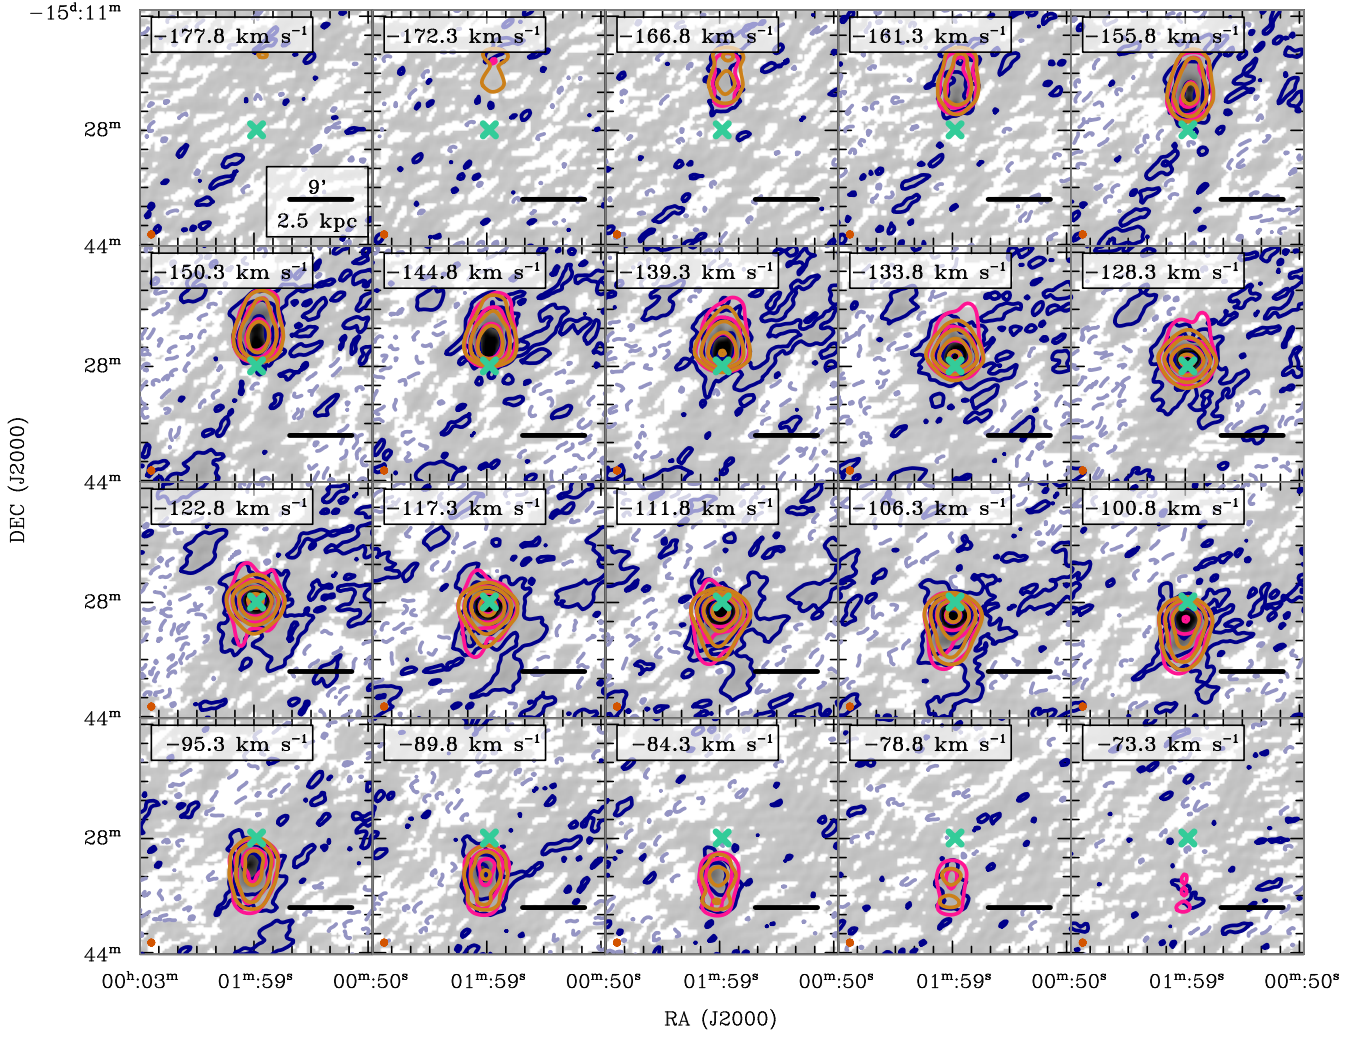 −15ᵈ:11ᵐ
−177.8 km s⁻¹
−172.3 km s⁻¹
−166.8 km s⁻¹
−161.3 km s⁻¹
−155.8 km s⁻¹
28ᵐ
9'
2.5 kpc
44ᵐ
−150.3 km s⁻¹
−144.8 km s⁻¹
−139.3 km s⁻¹
−133.8 km s⁻¹
−128.3 km s⁻¹
28ᵐ
44ᵐ
−122.8 km s⁻¹
−117.3 km s⁻¹
−111.8 km s⁻¹
−106.3 km s⁻¹
−100.8 km s⁻¹
28ᵐ
44ᵐ
−95.3 km s⁻¹
−89.8 km s⁻¹
−84.3 km s⁻¹
−78.8 km s⁻¹
−73.3 km s⁻¹
28ᵐ
44ᵐ
DEC (J2000)
00ʰ:03ᵐ 01ᵐ:59ˢ 00ᵐ:50ˢ 01ᵐ:59ˢ 00ᵐ:50ˢ 01ᵐ:59ˢ 00ᵐ:50ˢ 01ᵐ:59ˢ 00ᵐ:50ˢ 01ᵐ:59ˢ 00ᵐ:50ˢ
RA (J2000)